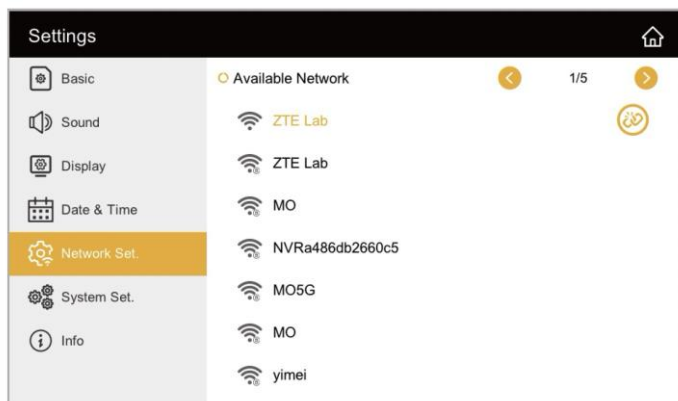 Settings
Basic
Sound
Display
Date & Time
Network Set.
System Set.
Info
Available Network
1/5
ZTE Lab
ZTE Lab
MO
NVRa486db2660c5
MO5G
MO
yimei